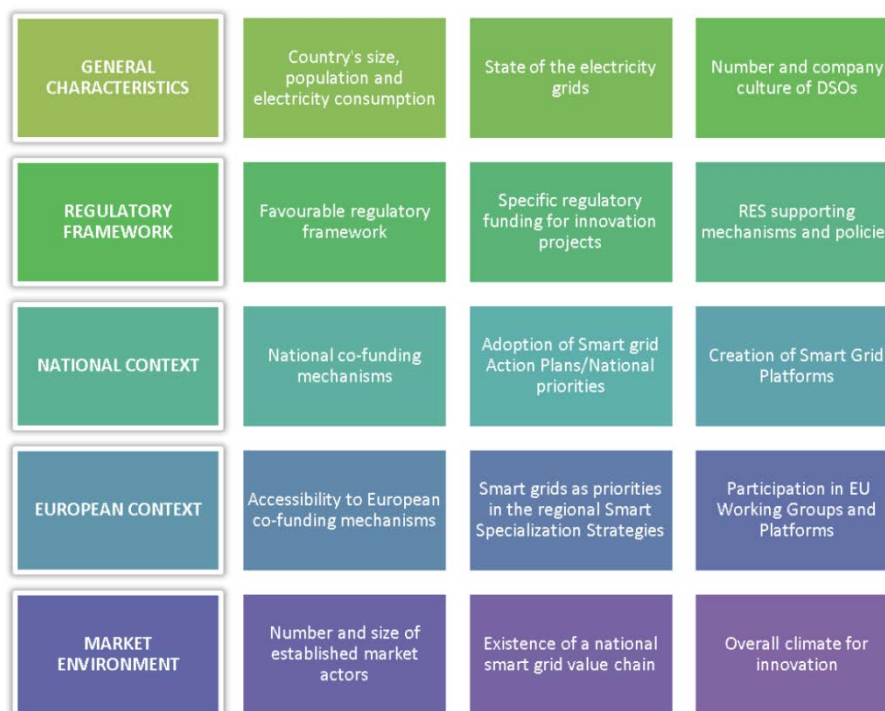 GENERAL
CHARACTERISTICS
Country's size,
population and
electricity consumption
State of the electricity
grids
Number and company
culture of DSOs
REGULATORY
FRAMEWORK
Favourable regulatory
framework
Specific regulatory
funding for innovation
projects
RES supporting
mechanisms and policie
NATIONAL CONTEXT
National co-funding
mechanisms
Adoption of Smart grid
Action Plans/National
priorities
Creation of Smart Grid
Platforms
EUROPEAN CONTEXT
Accessibility to European
co-funding mechanisms
Smart grids as priorities
in the regional Smart
Specialization Strategies
Participation in EU
Working Groups and
Platforms
MARKET
ENVIRONMENT
Number and size of
established market
actors
Existence of a national
smart grid value chain
Overall climate for
innovation